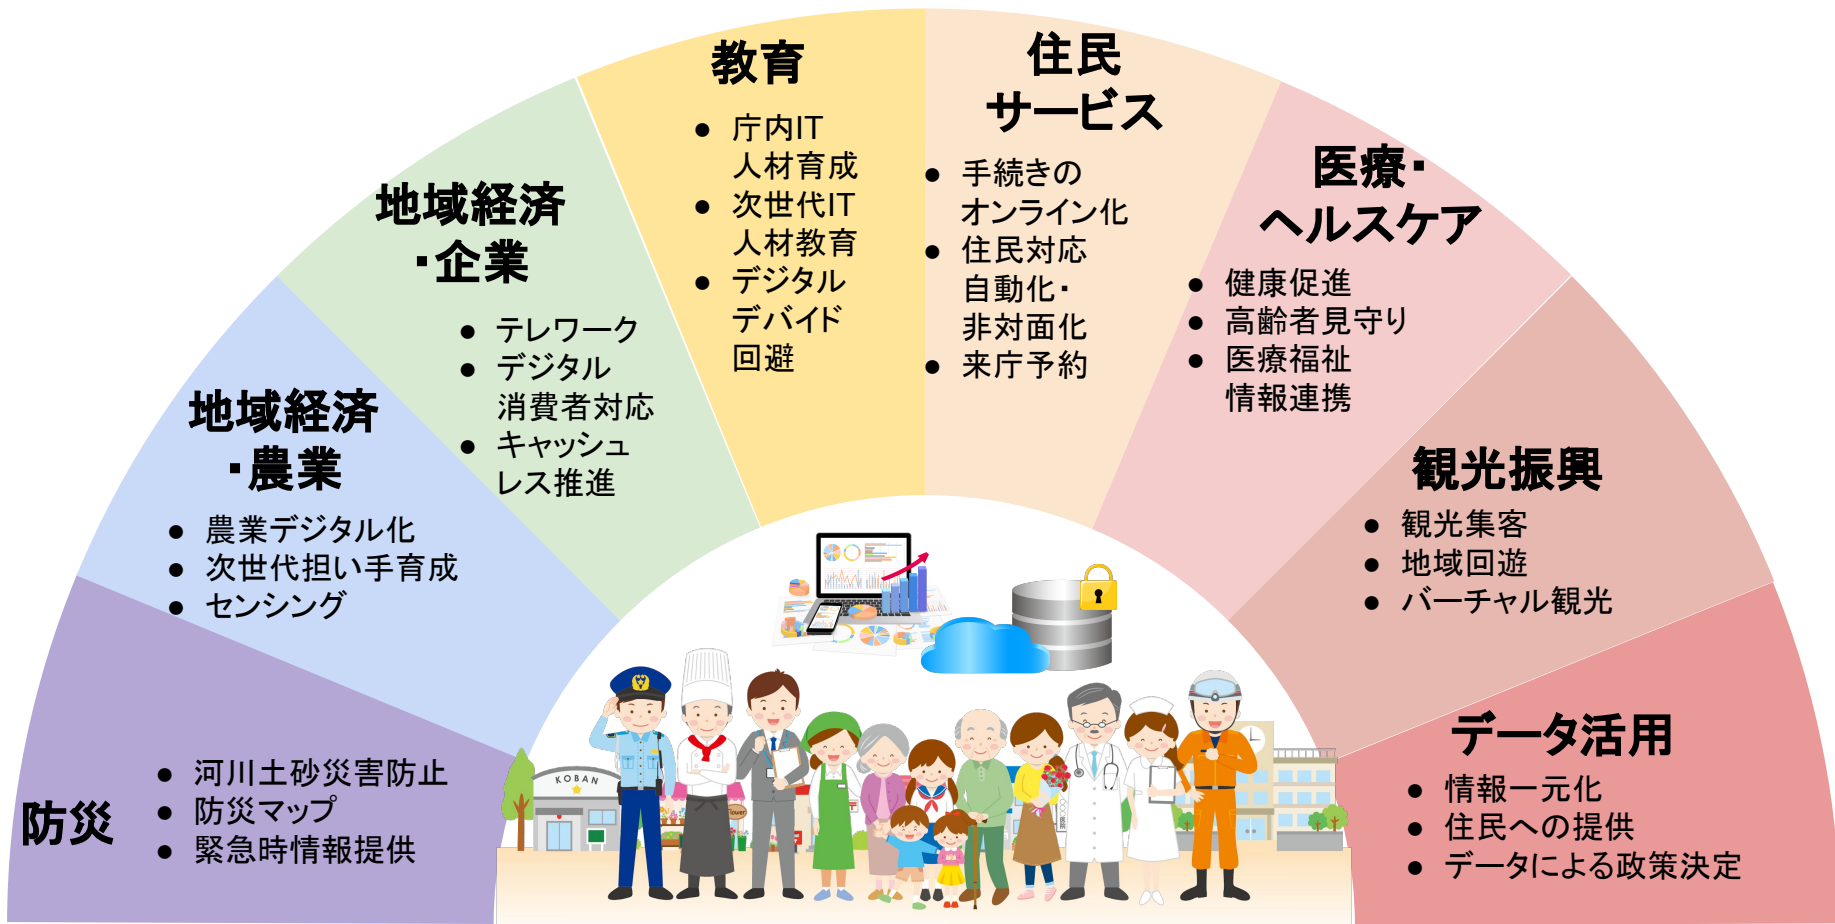 防災
● 河川土砂災害防止
● 防災マップ
● 緊急時情報提供
地域経済
・農業
● 農業デジタル化
● 次世代担い手育成
● センシング
地域経済
・企業
● テレワーク
● デジタル
消費者対応
● キャッシュ
レス推進
教育
● 庁内IT
人材育成
● 次世代IT
人材教育
● デジタル
デバイド
回避
住民
サービス
● 手続きの
オンライン化
● 住民対応
自動化・
非対面化
● 来庁予約
医療・
ヘルスケア
● 健康促進
● 高齢者見守り
● 医療福祉
情報連携
観光振興
● 観光集客
● 地域回遊
● バーチャル観光
データ活用
● 情報一元化
● 住民への提供
● データによる政策決定
KOBAN
Flower